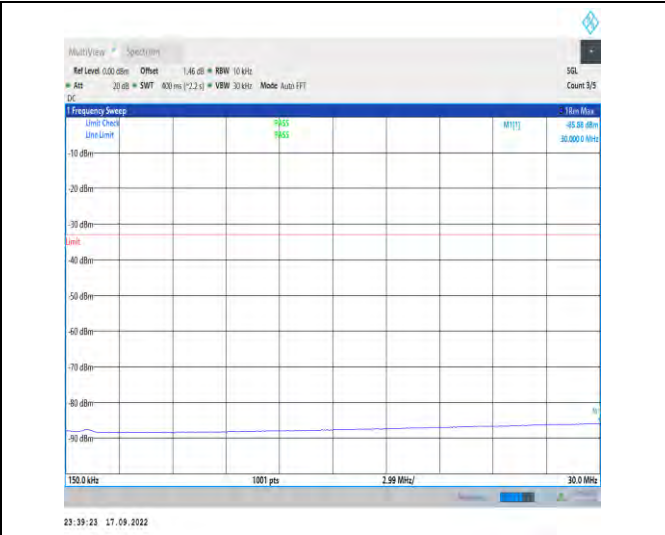 MultiView Spectrum
Ref Level 0.00 dBm Offset 1.46 dB RBW 10 kHz SGL
Att 20 dB SWT 400 ms (~2.2 s) VBW 30 kHz Mode Auto FFT Count 3/5
DC
1 Frequency Sweep 1Rm Max
Limit Check PASS M1[1] dBm
Line Limit PASS 30.000 0 MHz
-10 dBm
-20 dBm
-30 dBm
Limit
-40 dBm
-50 dBm
-60 dBm
-70 dBm
-80 dBm
-90 dBm
150.0 kHz 1001 pts 2.99 MHz/ 30.0 MHz
23:39:23 17.09.2022